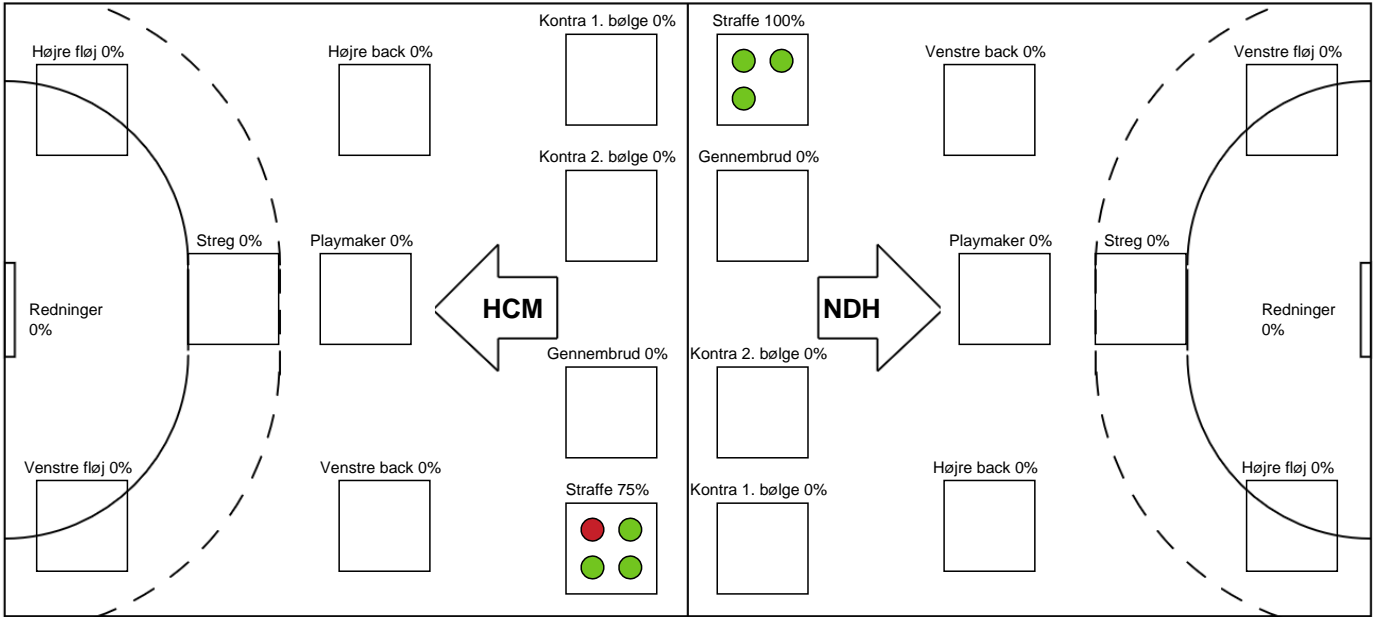 Kontra 1. bølge 0%
Straffe 100%
Højre fløj 0%
Højre back 0%
Venstre back 0%
Venstre fløj 0%
Kontra 2. bølge 0%
Gennembrud 0%
Streg 0%
Playmaker 0%
Playmaker 0%
Streg 0%
Redninger
0%
HCM
NDH
Redninger
0%
Gennembrud 0%
Kontra 2. bølge 0%
Venstre fløj 0%
Venstre back 0%
Højre back 0%
Højre fløj 0%
Straffe 75%
Kontra 1. bølge 0%